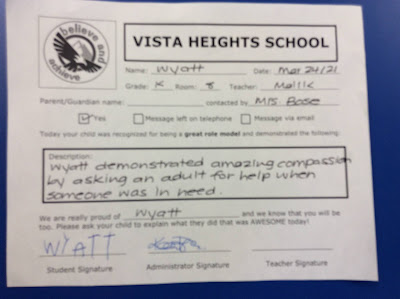 believe and achieve
VISTA HEIGHTS SCHOOL
Name: Wyatt Date: Mar 24/21
Grade: K Room: 8 Teacher: Malik
Parent/Guardian name: contacted by Mrs Bose
Yes Message left on telephone Message via email
Today your child was recognized for being a great role model and demonstrated the following:
Description:
Wyatt demonstrated amazing compassion
by asking an adult for help when
someone was in need.
We are really proud of Wyatt and we know that you will be
too. Please ask your child to explain what they did that was AWESOME today!
WYATT
Student Signature Administrator Signature Teacher Signature